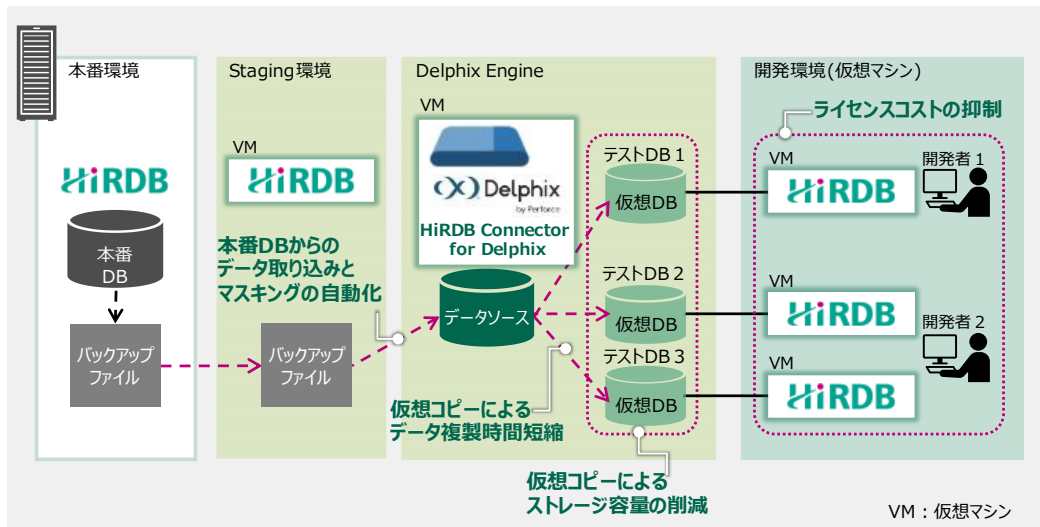 本番環境
HiRDB
本番
DB
バックアップ
ファイル
Staging環境
VM
HiRDB
本番DBからの
データ取り込みと
マスキングの自動化
バックアップ
ファイル
Delphix Engine
VM
Delphix
by Perforce
HiRDB Connector
for Delphix
データソース
仮想コピーによる
データ複製時間短縮
テストDB 1
仮想DB
テストDB 2
仮想DB
テストDB 3
仮想DB
仮想コピーによる
ストレージ容量の削減
開発環境(仮想マシン)
ライセンスコストの抑制
VM
HiRDB
開発者 1
VM
HiRDB
開発者 2
VM
HiRDB
VM：仮想マシン